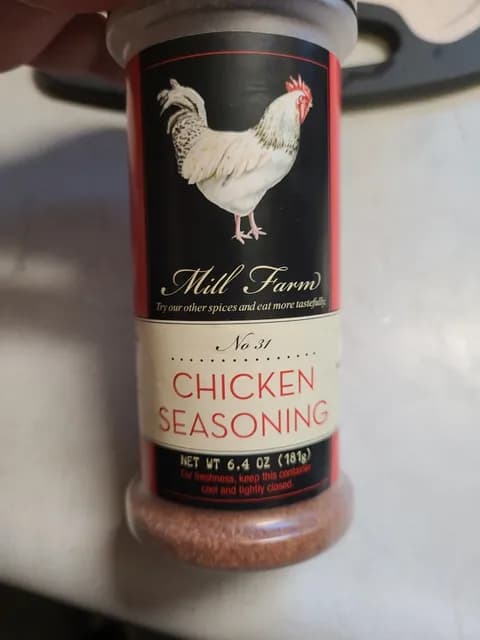 Mill Farm
Try our other spices and eat more tastefully.
No 31
CHICKEN
SEASONING
NET WT 6.4 OZ (181g)
For freshness, keep this container
cool and tightly closed.